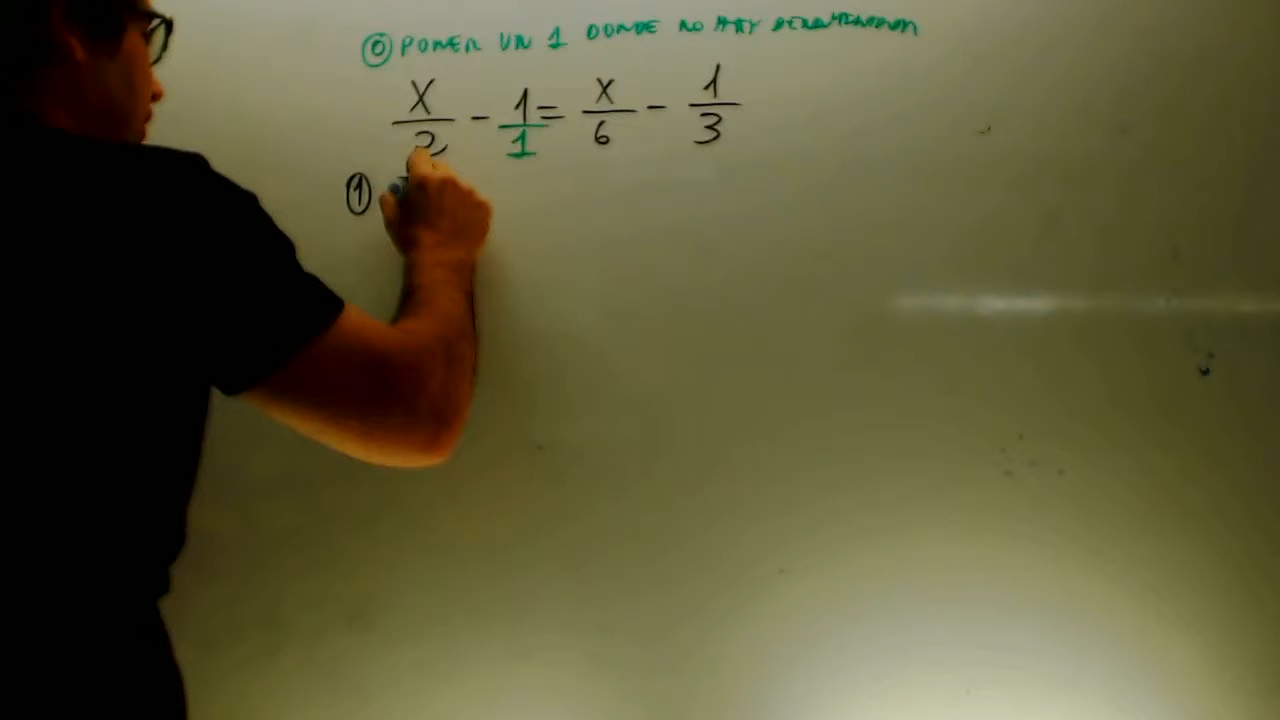 ⓪ PONER UN 1 DONDE NO HAY DENOMINADOR
x/2 - 1/1 = x/6 - 1/3
①